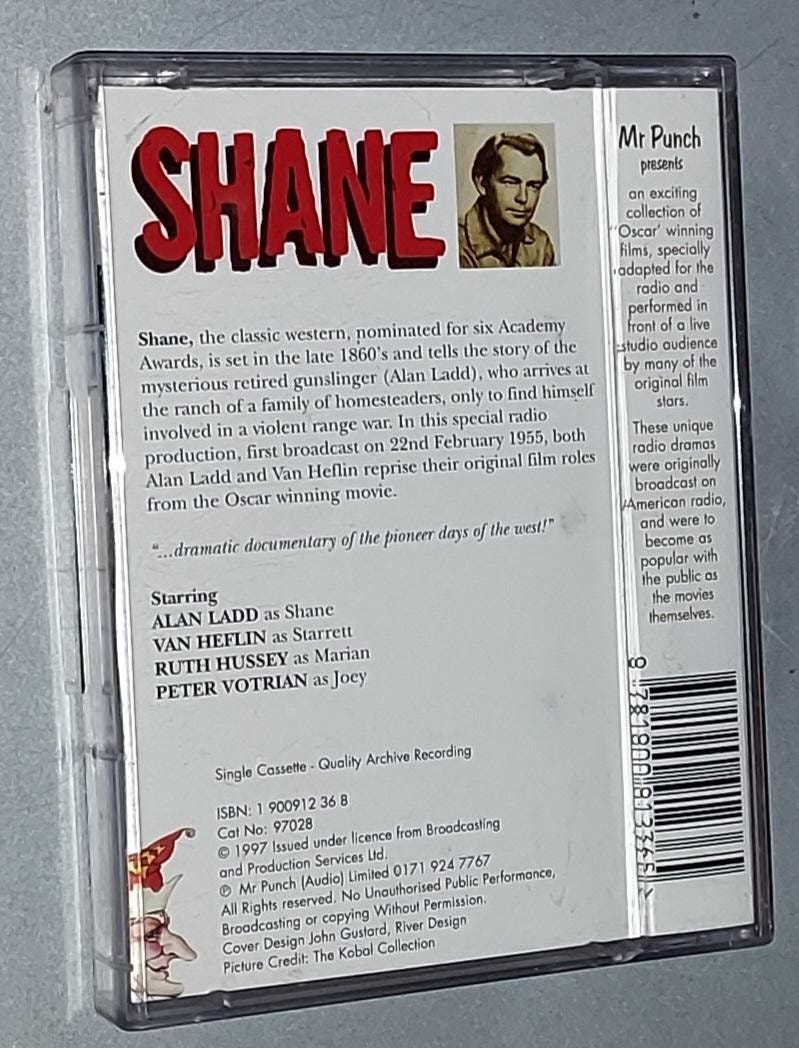 SHANE
Shane, the classic western, nominated for six Academy
Awards, is set in the late 1860's and tells the story of the
mysterious retired gunslinger (Alan Ladd), who arrives at
the ranch of a family of homesteaders, only to find himself
involved in a violent range war. In this special radio
production, first broadcast on 22nd February 1955, both
Alan Ladd and Van Heflin reprise their original film roles
from the Oscar winning movie.
"...dramatic documentary of the pioneer days of the west!"
Starring
ALAN LADD as Shane
VAN HEFLIN as Starrett
RUTH HUSSEY as Marian
PETER VOTRIAN as Joey
Single Cassette - Quality Archive Recording
ISBN: 1 900912 36 8
Cat No: 97028
© 1997 Issued under licence from Broadcasting
and Production Services Ltd.
℗ Mr Punch (Audio) Limited 0171 924 7767
All Rights reserved. No Unauthorised Public Performance,
Broadcasting or copying Without Permission.
Cover Design John Gustard, River Design
Picture Credit: The Kobal Collection
Mr Punch
presents
an exciting
collection of
'Oscar' winning
films, specially
adapted for the
radio and
performed in
front of a live
studio audience
by many of the
original film
stars.
These unique
radio dramas
were originally
broadcast on
American radio,
and were to
become as
popular with
the public as
the movies
themselves.